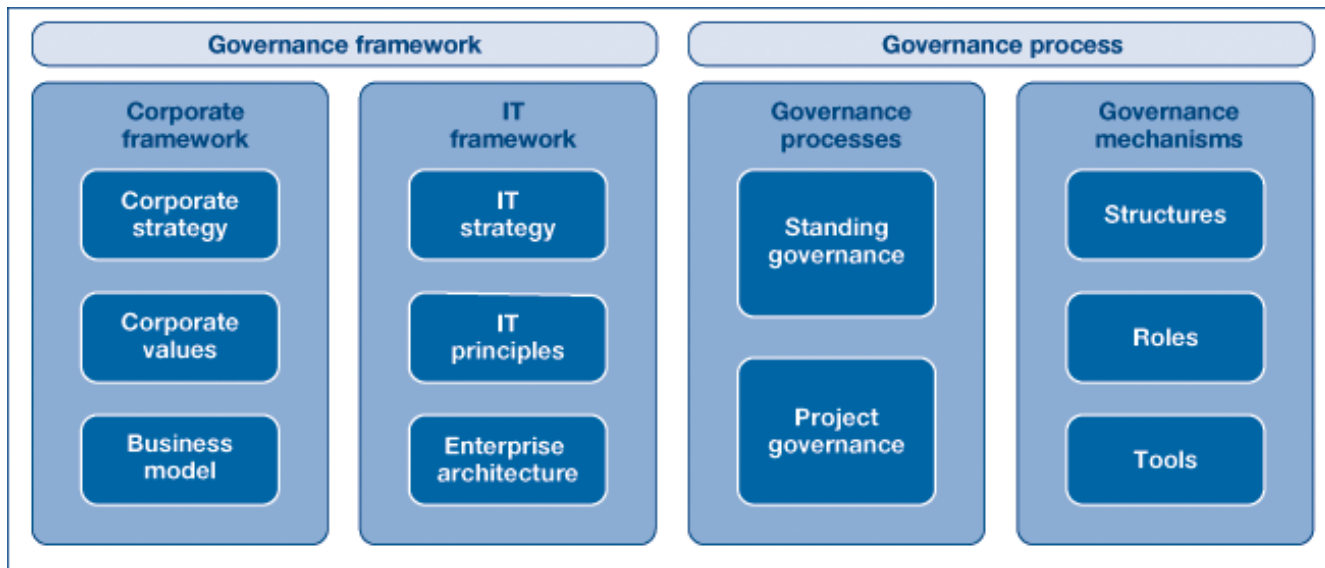 Governance framework
Governance process
Corporate
framework
Corporate
strategy
Corporate
values
Business
model
IT
framework
IT
strategy
IT
principles
Enterprise
architecture
Governance
processes
Standing
governance
Project
governance
Governance
mechanisms
Structures
Roles
Tools